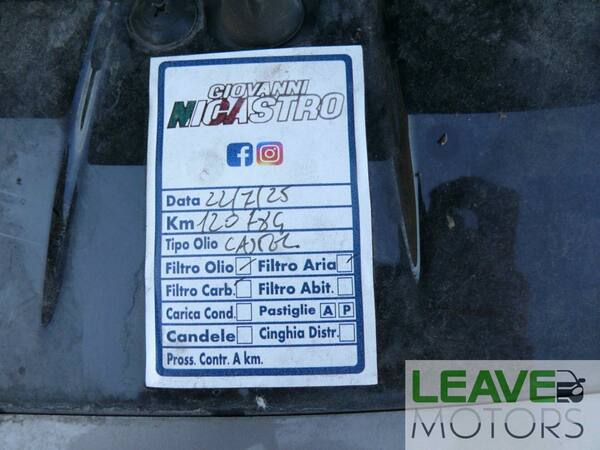 GIOVANNI
NICASTRO
Data 22/7/25
Km 120789
Tipo Olio CASTROL
Filtro Olio Filtro Aria
Filtro Carb. Filtro Abit.
Carica Cond. Pastiglie A P
Candele Cinghia Distr.
Pross. Contr. A km.
LEAVE
MOTORS